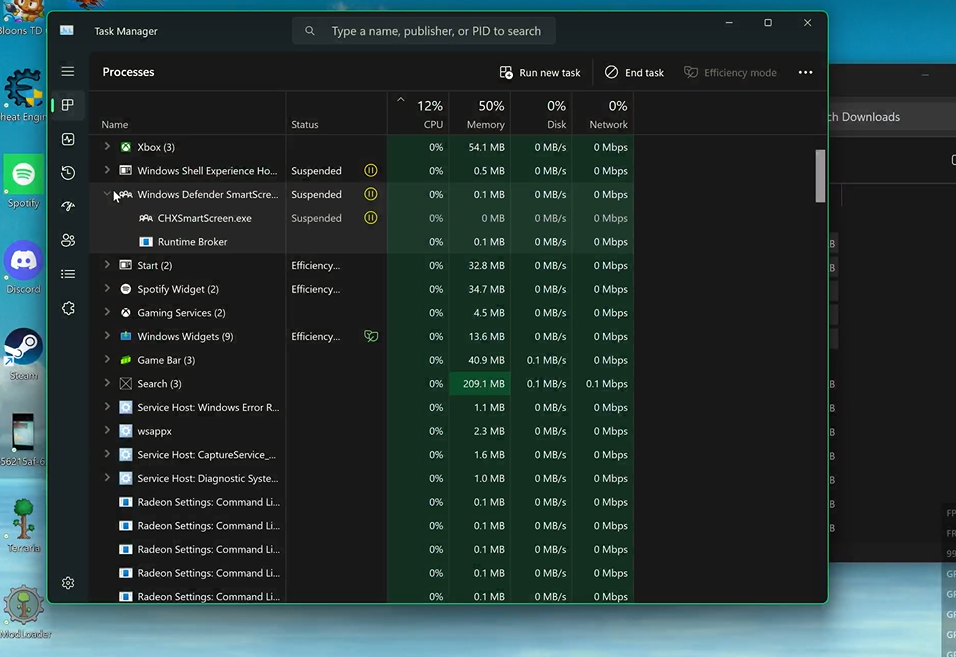 Bloons TD
Task Manager
Type a name, publisher, or PID to search
Processes
Run new task
End task
Efficiency mode
ch Downloads
Name
Status
12%
CPU
50%
Memory
0%
Disk
0%
Network
Xbox (3) 0% 54.1 MB 0 MB/s 0 Mbps
Windows Shell Experience Ho... Suspended 0% 0.5 MB 0 MB/s 0 Mbps
Windows Defender SmartScre... Suspended 0% 0.1 MB 0 MB/s 0 Mbps
CHXSmartScreen.exe Suspended 0% 0 MB 0 MB/s 0 Mbps
Runtime Broker 0% 0.1 MB 0 MB/s 0 Mbps
Start (2) Efficiency... 0% 32.8 MB 0 MB/s 0 Mbps
Spotify Widget (2) Efficiency... 0% 34.7 MB 0 MB/s 0 Mbps
Gaming Services (2) 0% 4.5 MB 0 MB/s 0 Mbps
Windows Widgets (9) Efficiency... 0% 13.6 MB 0 MB/s 0 Mbps
Game Bar (3) 0% 40.9 MB 0.1 MB/s 0 Mbps
Search (3) 0% 209.1 MB 0.1 MB/s 0.1 Mbps
Service Host: Windows Error R... 0% 1.1 MB 0 MB/s 0 Mbps
wsappx 0% 2.3 MB 0 MB/s 0 Mbps
Service Host: CaptureService_... 0% 1.6 MB 0 MB/s 0 Mbps
Service Host: Diagnostic Syste... 0% 1.0 MB 0 MB/s 0 Mbps
Radeon Settings: Command Li... 0% 0.1 MB 0 MB/s 0 Mbps
Radeon Settings: Command Li... 0% 0.1 MB 0 MB/s 0 Mbps
Radeon Settings: Command Li... 0% 0.1 MB 0 MB/s 0 Mbps
Radeon Settings: Command Li... 0% 0.1 MB 0 MB/s 0 Mbps
Radeon Settings: Command Li... 0% 0.1 MB 0 MB/s 0 Mbps
heat Engin
Spotify
Discord
Steam
Terraria
ModLoader